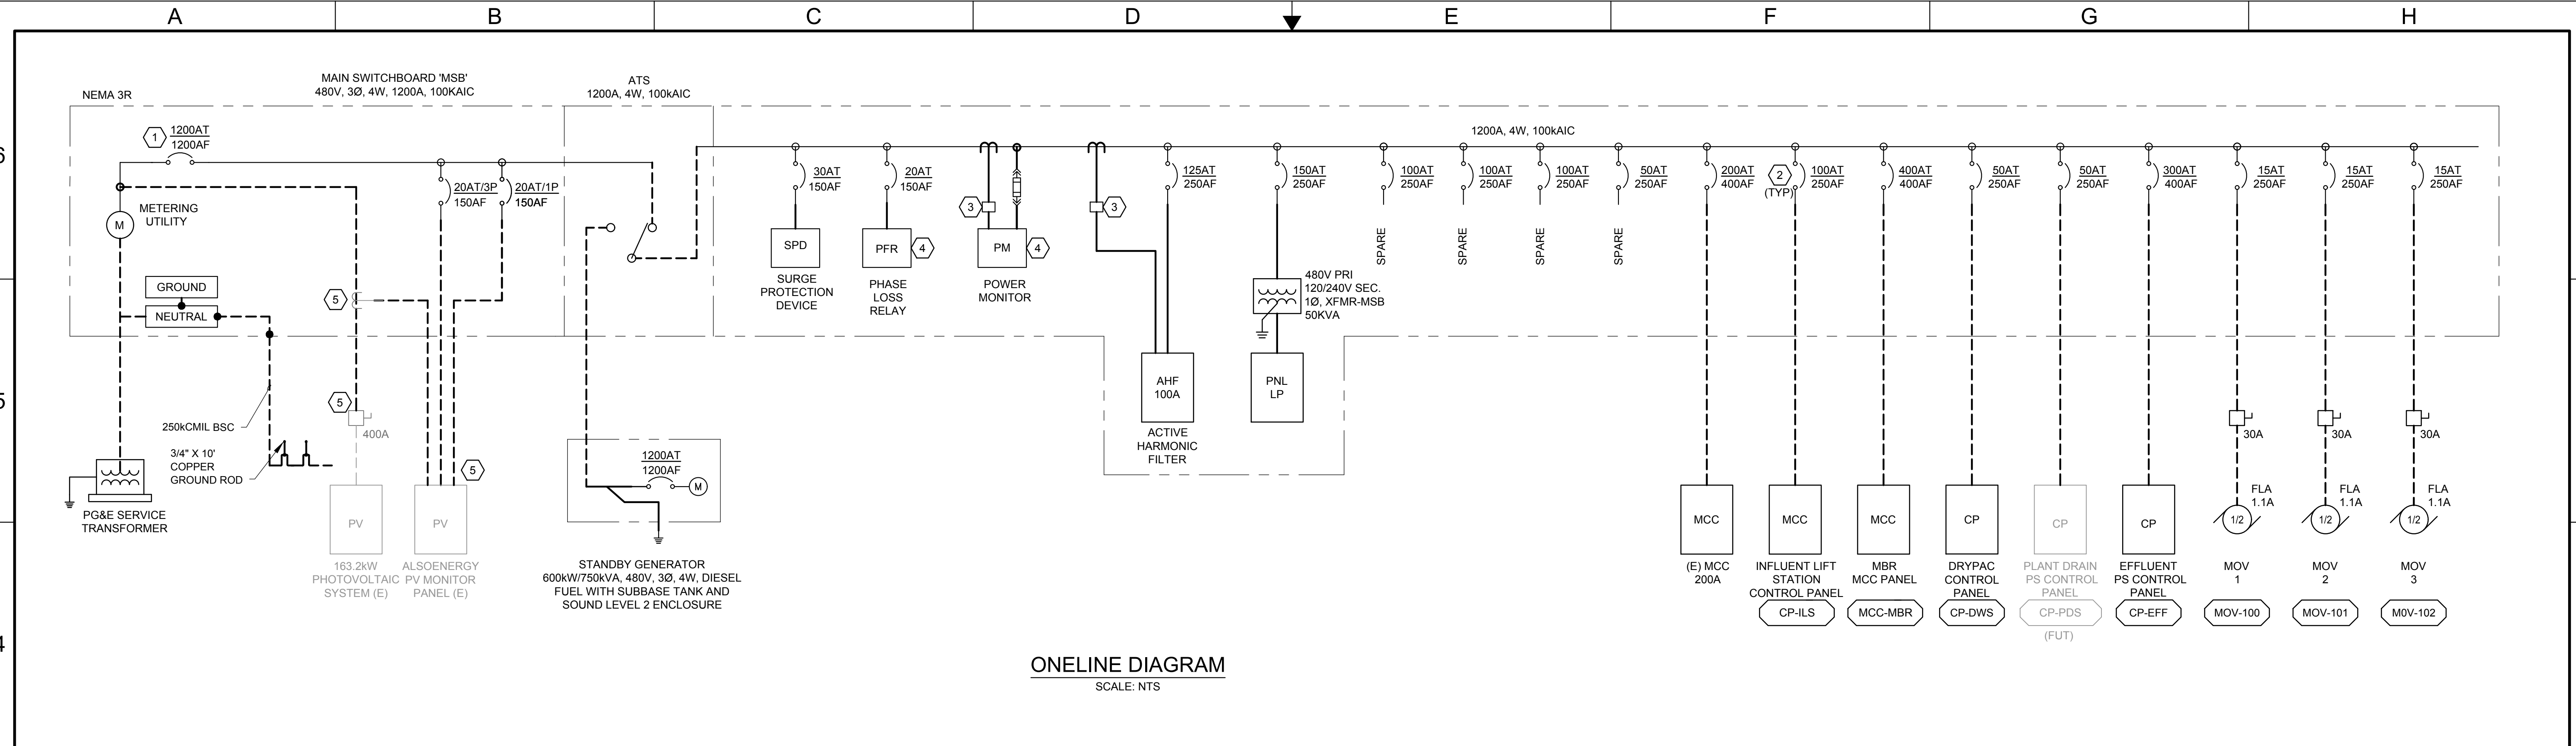 A
B
C
D
E
F
G
H
6
5
4
NEMA 3R
MAIN SWITCHBOARD 'MSB'
480V, 3Ø, 4W, 1200A, 100KAIC
ATS
1200A, 4W, 100kAIC
1
1200AT
1200AF
METERING
UTILITY
M
20AT/3P
150AF
20AT/1P
150AF
GROUND
NEUTRAL
5
5
400A
250kCMIL BSC
3/4" X 10'
COPPER
GROUND ROD
PG&E SERVICE
TRANSFORMER
PV
163.2kW
PHOTOVOLTAIC
SYSTEM (E)
5
PV
ALSOENERGY
PV MONITOR
PANEL (E)
1200AT
1200AF
M
STANDBY GENERATOR
600kW/750kVA, 480V, 3Ø, 4W, DIESEL
FUEL WITH SUBBASE TANK AND
SOUND LEVEL 2 ENCLOSURE
1200A, 4W, 100kAIC
30AT
150AF
SPD
SURGE
PROTECTION
DEVICE
20AT
150AF
PFR
4
PHASE
LOSS
RELAY
3
PM
4
POWER
MONITOR
3
125AT
250AF
AHF
100A
ACTIVE
HARMONIC
FILTER
150AT
250AF
480V PRI
120/240V SEC.
1Ø, XFMR-MSB
50KVA
PNL
LP
100AT
250AF
SPARE
100AT
250AF
SPARE
100AT
250AF
SPARE
50AT
250AF
SPARE
200AT
400AF
MCC
(E) MCC
200A
2
(TYP)
100AT
250AF
MCC
INFLUENT LIFT
STATION
CONTROL PANEL
CP-ILS
400AT
400AF
MCC
MBR
MCC PANEL
MCC-MBR
50AT
250AF
CP
DRYPAC
CONTROL
PANEL
CP-DWS
50AT
250AF
CP
PLANT DRAIN
PS CONTROL
PANEL
CP-PDS
(FUT)
300AT
400AF
CP
EFFLUENT
PS CONTROL
PANEL
CP-EFF
15AT
250AF
30A
FLA
1.1A
1/2
MOV
1
MOV-100
15AT
250AF
30A
FLA
1.1A
1/2
MOV
2
MOV-101
15AT
250AF
30A
FLA
1.1A
1/2
MOV
3
M0V-102
ONELINE DIAGRAM
SCALE: NTS